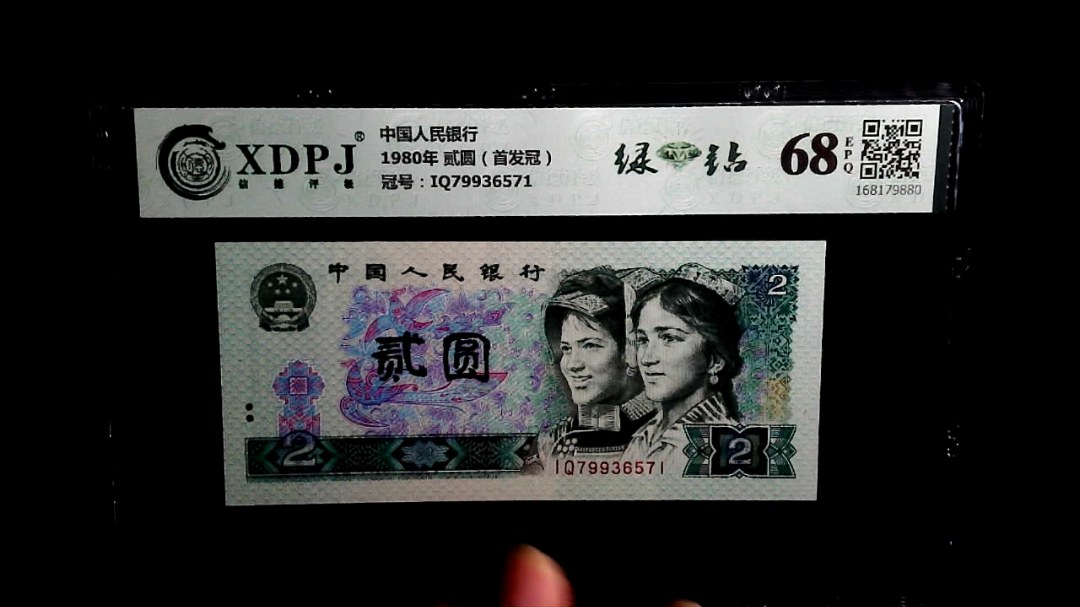 XDPJ®
信德评级
中国人民银行
1980年 贰圆（首发冠）
冠号：IQ79936571
绿钻
68
EPQ
168179880
中国人民银行
2
贰圆
2
IQ79936571
2